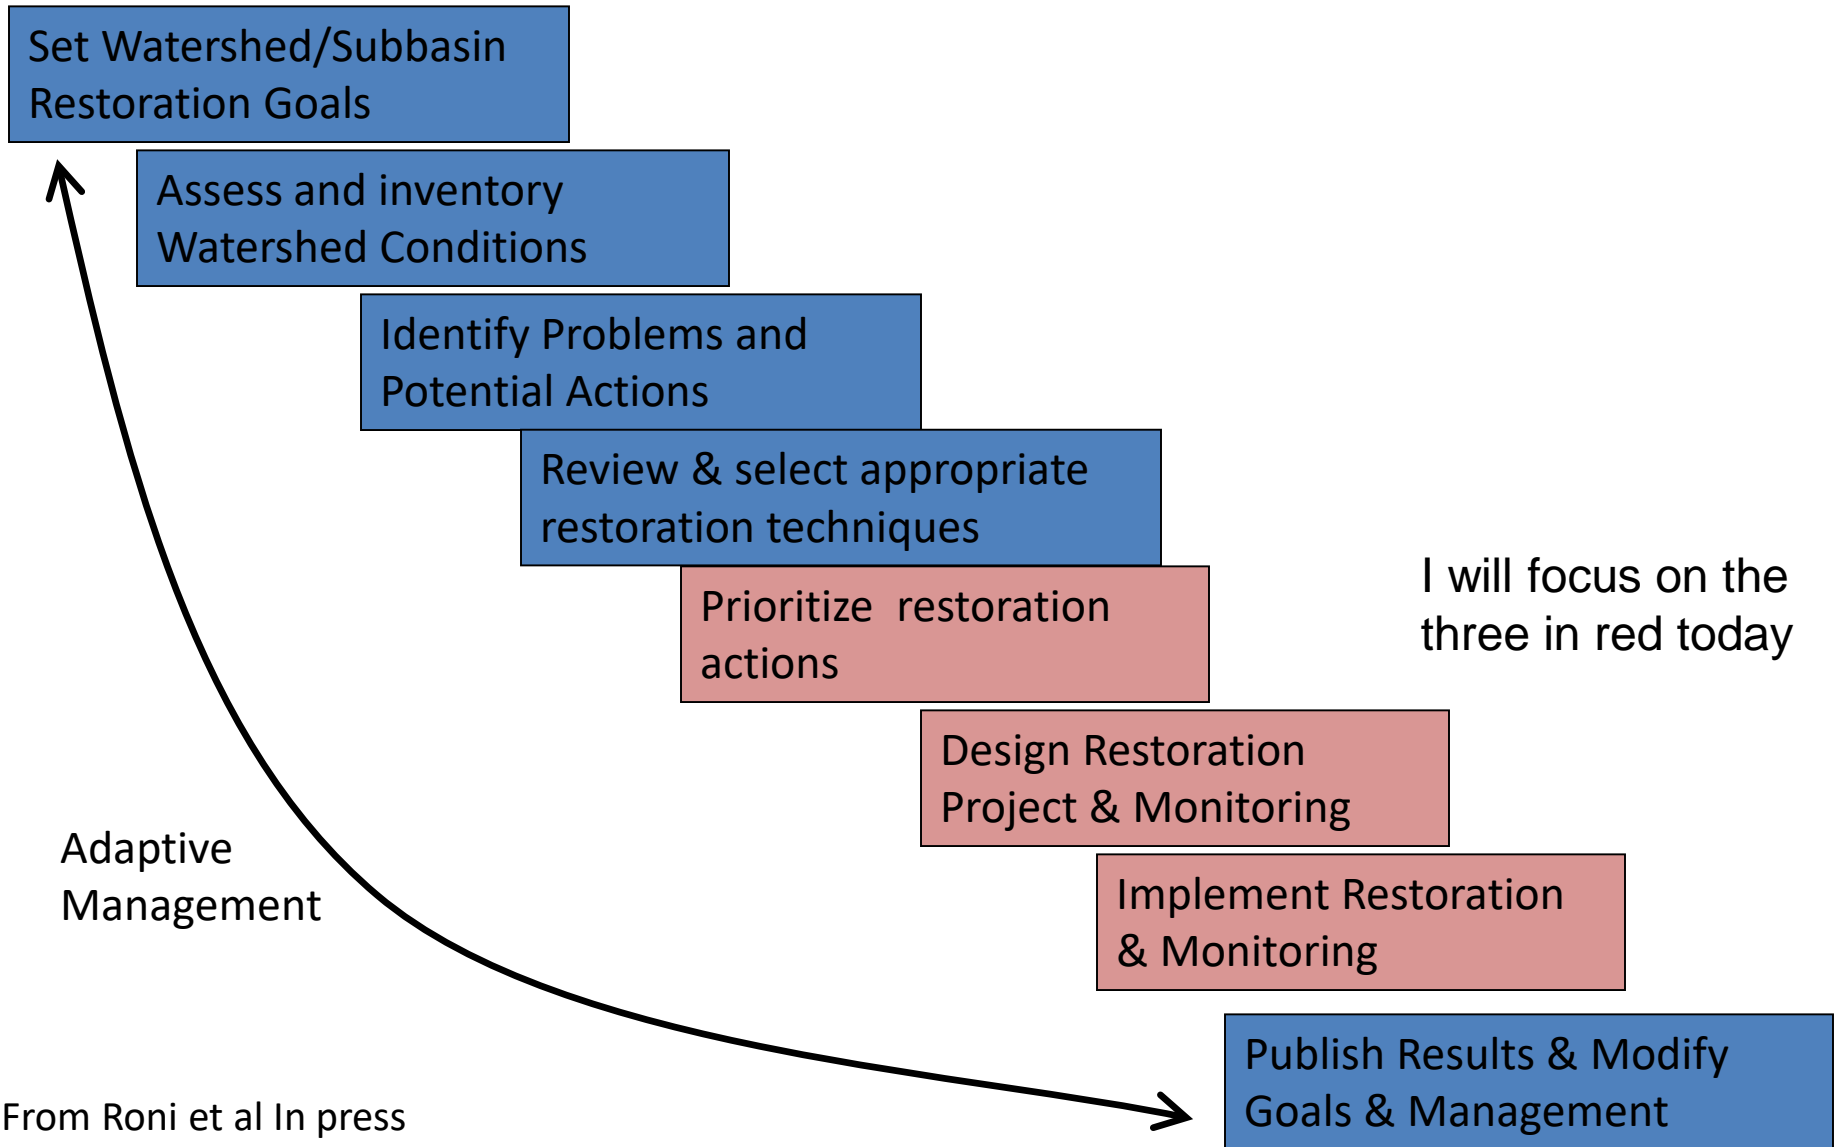 Set Watershed/Subbasin
Restoration Goals
Assess and inventory
Watershed Conditions
Identify Problems and
Potential Actions
Review & select appropriate
restoration techniques
Prioritize  restoration
actions
I will focus on the
three in red today
Design Restoration
Project & Monitoring
Adaptive
Management
Implement Restoration
& Monitoring
Publish Results & Modify
Goals & Management
From Roni et al In press